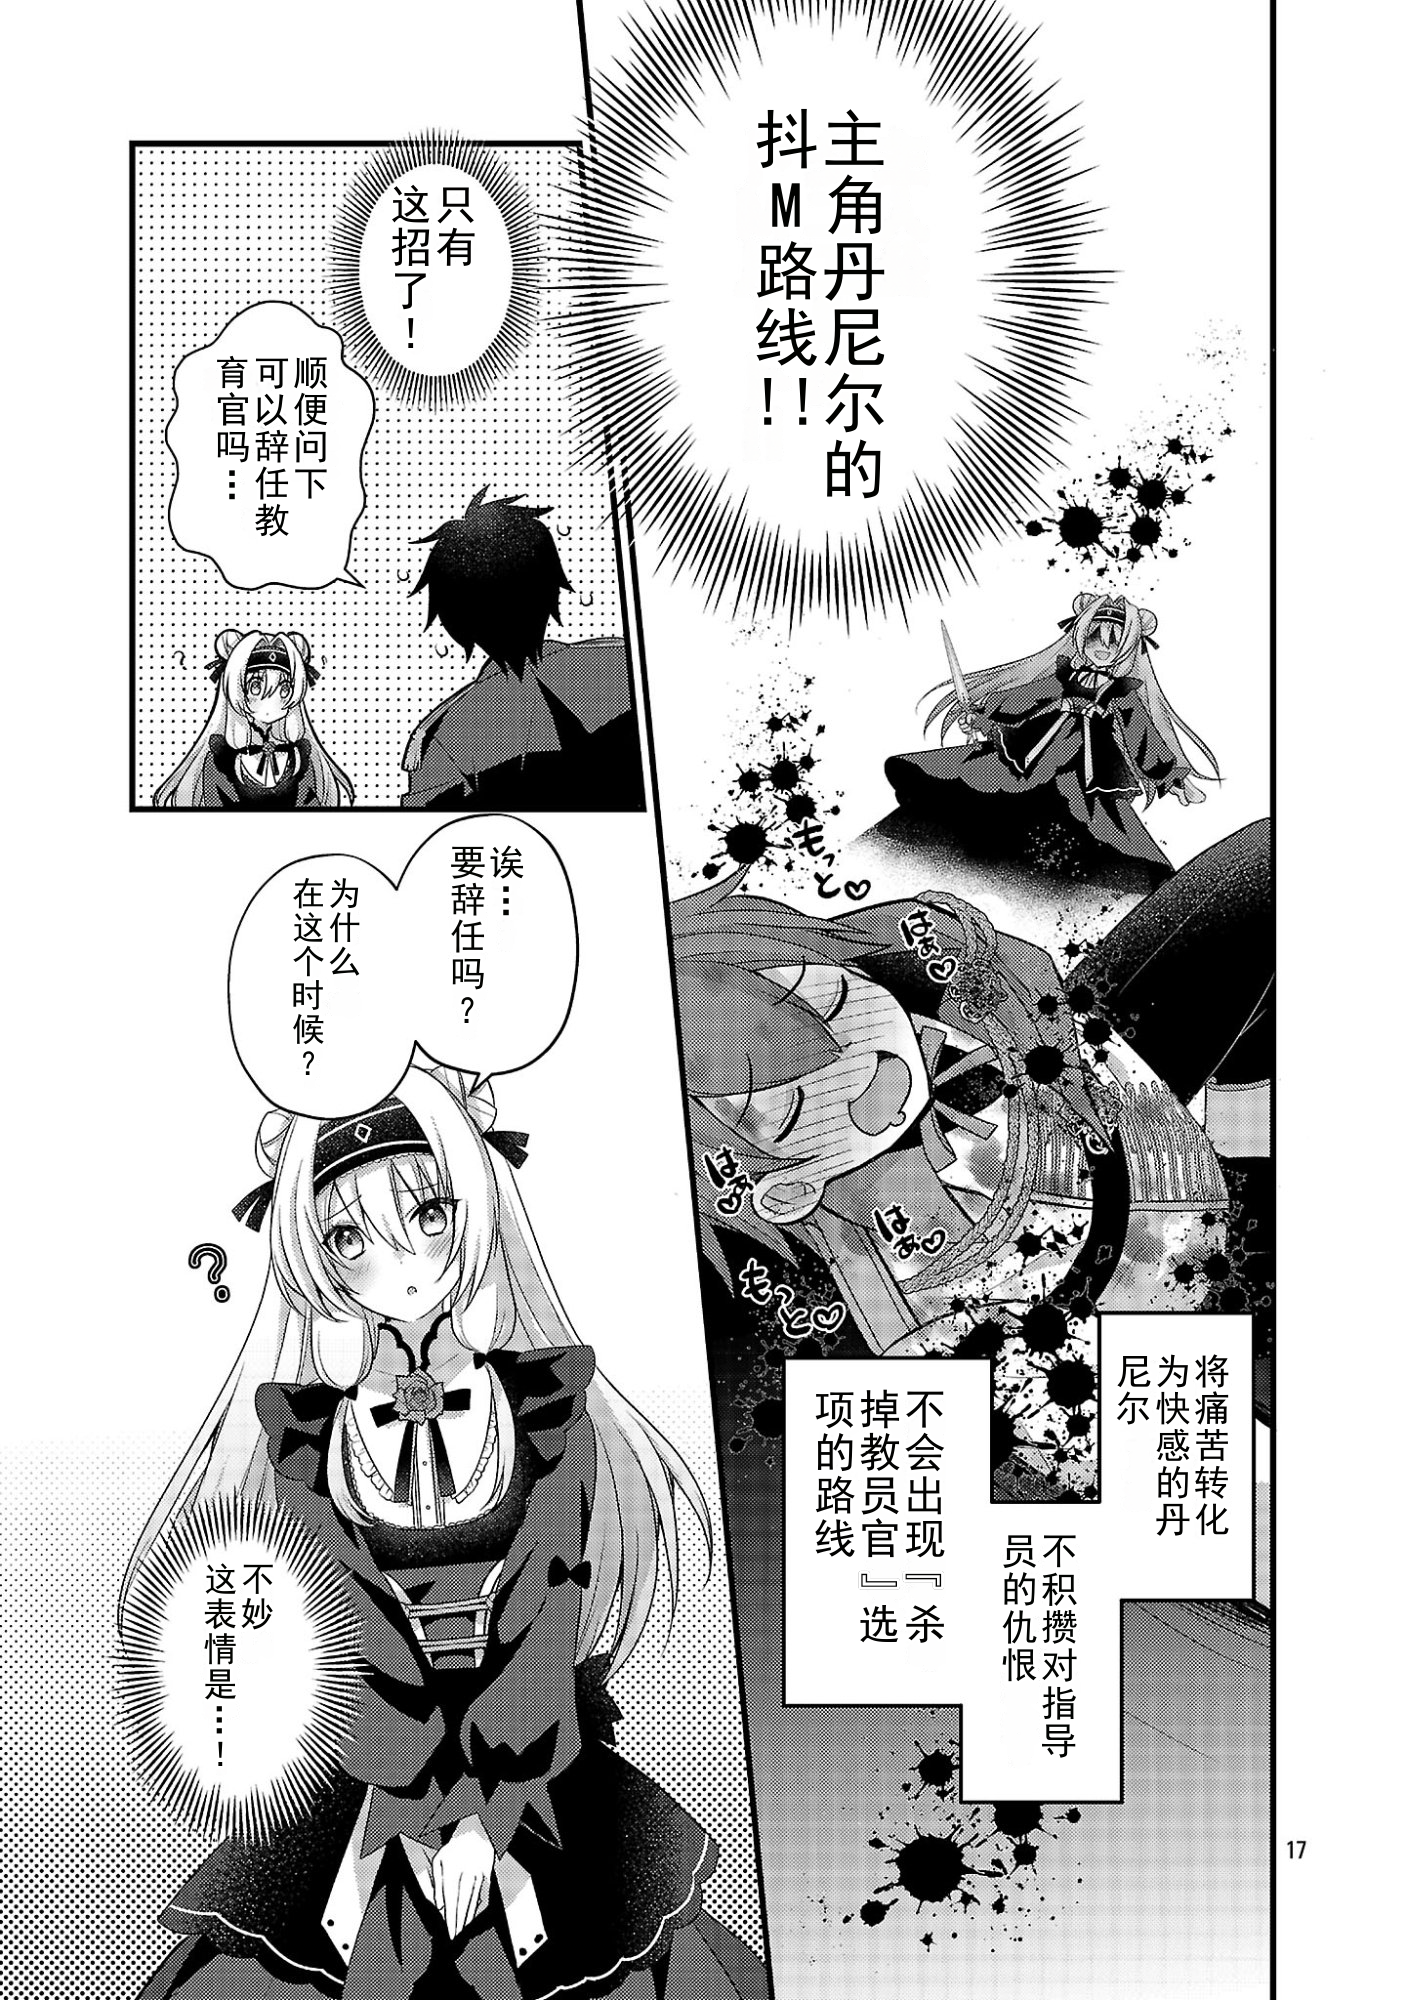 主角丹尼尔的
抖M路线!!
将痛苦转化
为快感的丹
尼尔
不积攒对指导
员的仇恨
不会出现『杀
掉教员官』选
项的路线
もっと♡
はぁ♡
はぁ♡
はぁ♡
もっと♡
只有
这招了!
顺便问下
可以辞任教
育官吗…
?
诶…
要辞任吗?
为什么
在这个时候?
?
不妙
这表情是…!
17